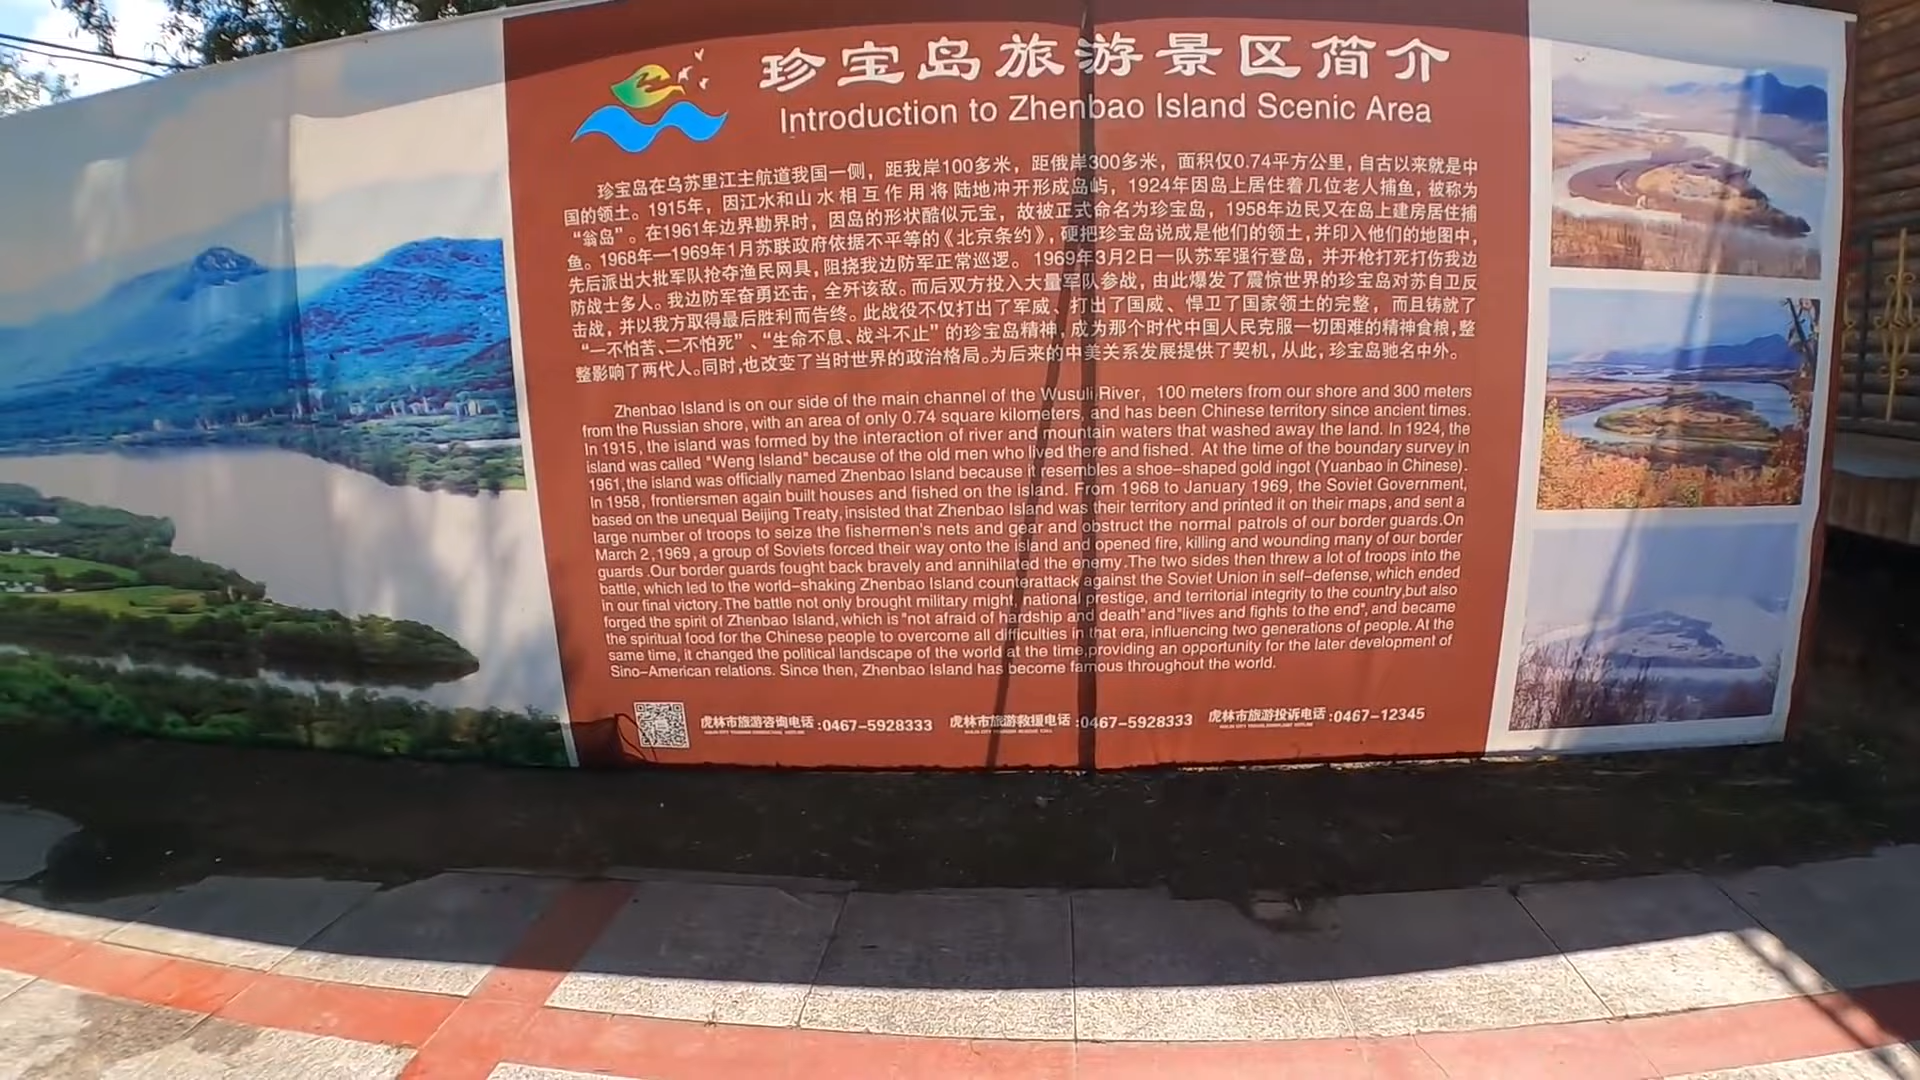 珍宝岛旅游景区简介
Introduction to Zhenbao Island Scenic Area
珍宝岛在乌苏里江主航道我国一侧，距我岸100多米，距俄岸300多米，面积仅0.74平方公里，自古以来就是中
国的领土。1915年，因江水和山水相互作用将陆地冲开形成岛屿，1924年因岛上居住着几位老人捕鱼，被称为
“翁岛”。在1961年边界勘界时，因岛的形状酷似元宝，故被正式命名为珍宝岛，1958年边民又在岛上建房居住捕
鱼。1968年—1969年1月苏联政府依据不平等的《北京条约》，硬把珍宝岛说成是他们的领土，并印入他们的地图中，
先后派出大批军队抢夺渔民网具，阻挠我边防军正常巡逻。1969年3月2日一队苏军强行登岛，并开枪打死打伤我边
防战士多人。我边防军奋勇还击，全歼该敌。而后双方投入大量军队参战，由此爆发了震惊世界的珍宝岛对苏自卫反
击战，并以我方取得最后胜利而告终。此战役不仅打出了军威、打出了国威、悍卫了国家领土的完整，而且铸就了
“一不怕苦、二不怕死”、“生命不息、战斗不止”的珍宝岛精神，成为那个时代中国人民克服一切困难的精神食粮，整
整影响了两代人。同时，也改变了当时世界的政治格局。为后来的中美关系发展提供了契机，从此，珍宝岛驰名中外。
Zhenbao Island is on our side of the main channel of the Wusuli River, 100 meters from our shore and 300 meters
from the Russian shore, with an area of only 0.74 square kilometers, and has been Chinese territory since ancient times.
In 1915, the island was formed by the interaction of river and mountain waters that washed away the land. In 1924, the
island was called "Weng Island" because of the old men who lived there and fished. At the time of the boundary survey in
1961,the island was officially named Zhenbao Island because it resembles a shoe-shaped gold ingot (Yuanbao in Chinese).
In 1958, frontiersmen again built houses and fished on the island. From 1968 to January 1969, the Soviet Government,
based on the unequal Beijing Treaty, insisted that Zhenbao Island was their territory and printed it on their maps, and sent a
large number of troops to seize the fishermen's nets and gear and obstruct the normal patrols of our border guards.On
March 2,1969, a group of Soviets forced their way onto the island and opened fire, killing and wounding many of our border
guards .Our border guards fought back bravely and annihilated the enemy.The two sides then threw a lot of troops into the
battle, which led to the world-shaking Zhenbao Island counterattack against the Soviet Union in self-defense, which ended
in our final victory.The battle not only brought military might, national prestige, and territorial integrity to the country,but also
forged the spirit of Zhenbao Island, which is "not afraid of hardship and death" and "lives and fights to the end", and became
the spiritual food for the Chinese people to overcome all difficulties in that era, influencing two generations of people. At the
same time, it changed the political landscape of the world at the time,providing an opportunity for the later development of
Sino-American relations. Since then, Zhenbao Island has become famous throughout the world.
虎林市旅游咨询电话:0467-5928333 虎林市旅游救援电话:0467-5928333 虎林市旅游投诉电话:0467-12345